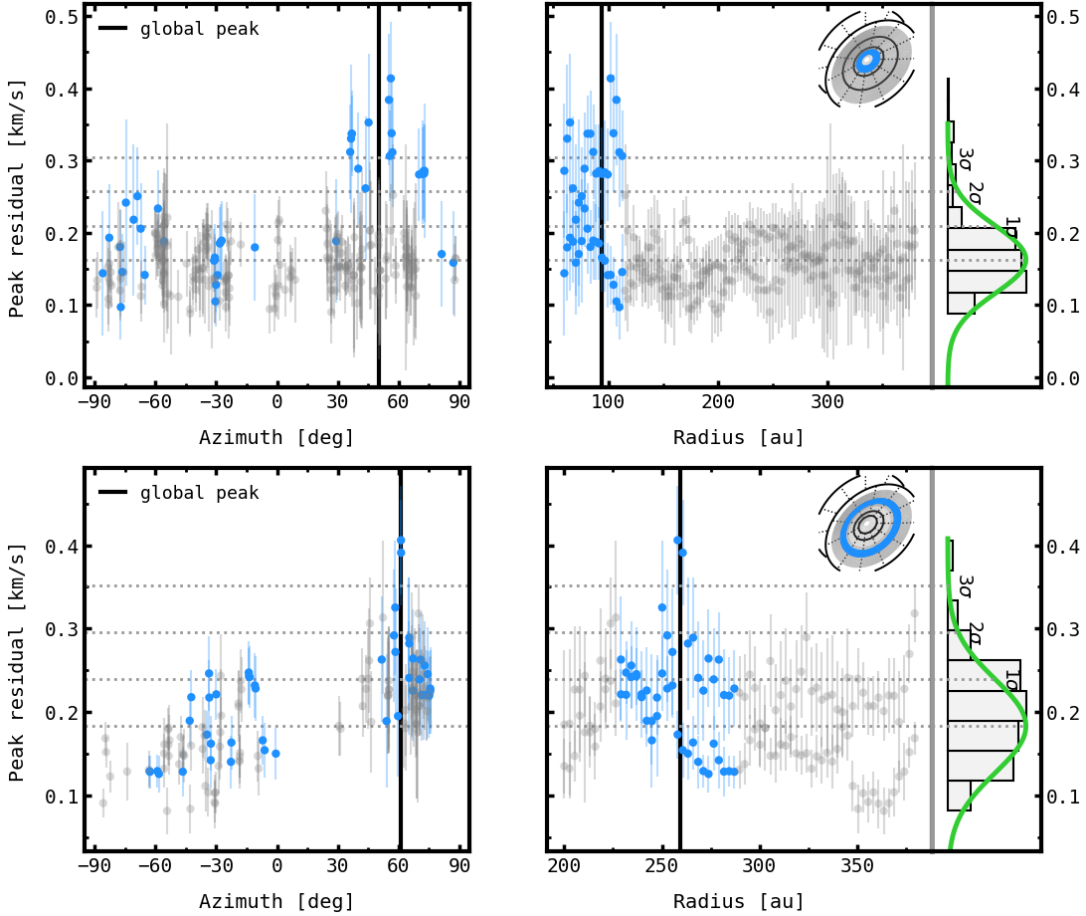 global peak
0.5
0.4
0.3
0.2
0.1
0.0
Peak residual [km/s]
−90
−60
−30
0
30
60
90
Azimuth [deg]
100
200
300
Radius [au]
3σ
2σ
1σ
0.5
0.4
0.3
0.2
0.1
0.0
global peak
0.4
0.3
0.2
0.1
Peak residual [km/s]
−90
−60
−30
0
30
60
90
Azimuth [deg]
200
250
300
350
Radius [au]
3σ
2σ
1σ
0.4
0.3
0.2
0.1